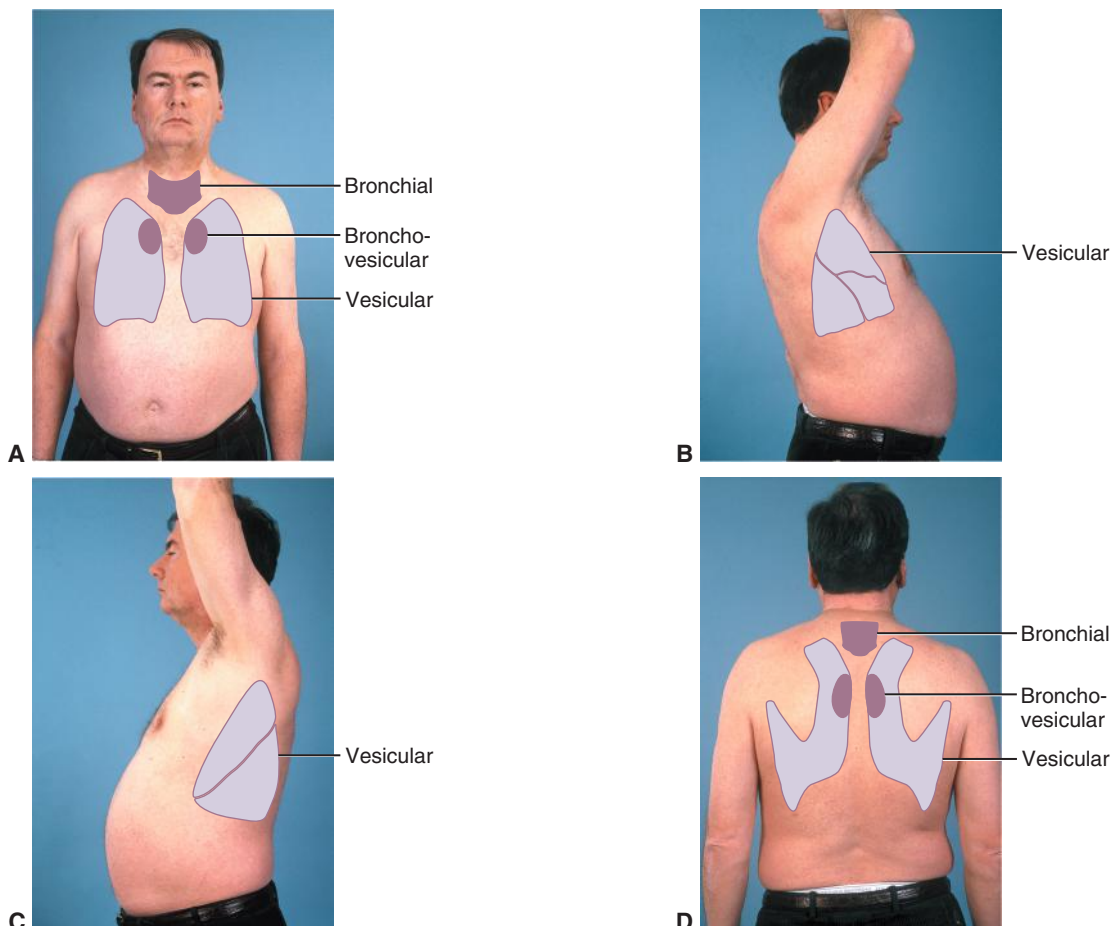 Bronchial
Broncho-
vesicular
Vesicular
A
Vesicular
B
Vesicular
C
Bronchial
Broncho-
vesicular
Vesicular
D